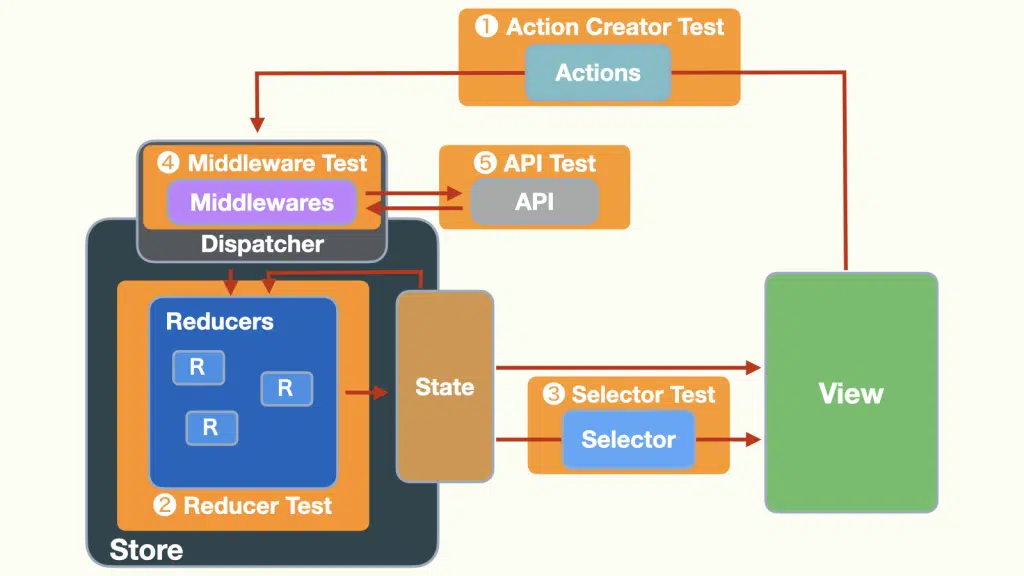 ① Action Creator Test
Actions
❹ Middleware Test
Middlewares
Dispatcher
❺ API Test
API
Reducers
R
R
R
❷ Reducer Test
Store
State
❸ Selector Test
Selector
View